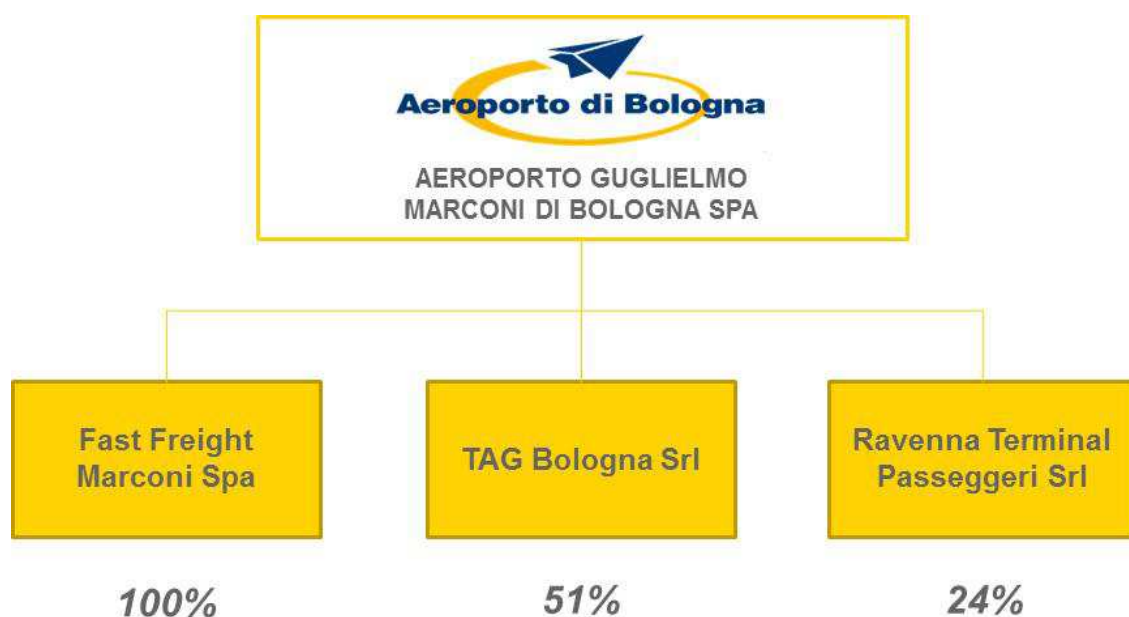 Aeroporto di Bologna
AEROPORTO GUGLIELMO
MARCONI DI BOLOGNA SPA
Fast Freight
Marconi Spa
TAG Bologna Srl
Ravenna Terminal
Passeggeri Srl
100%
51%
24%